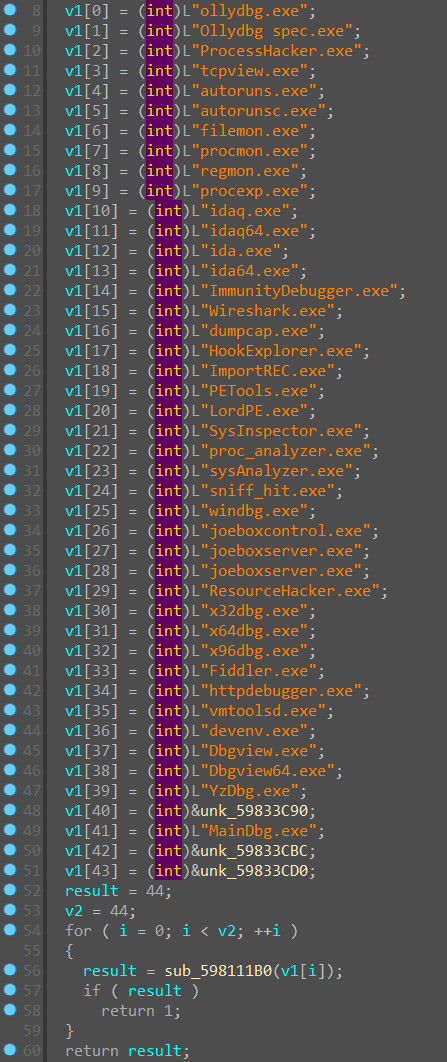 8 v1[0] = (int)L"ollydbg.exe";
9 v1[1] = (int)L"Ollydbg spec.exe";
10 v1[2] = (int)L"ProcessHacker.exe";
11 v1[3] = (int)L"tcpview.exe";
12 v1[4] = (int)L"autoruns.exe";
13 v1[5] = (int)L"autorunsc.exe";
14 v1[6] = (int)L"filemon.exe";
15 v1[7] = (int)L"procmon.exe";
16 v1[8] = (int)L"regmon.exe";
17 v1[9] = (int)L"procexp.exe";
18 v1[10] = (int)L"idaq.exe";
19 v1[11] = (int)L"idaq64.exe";
20 v1[12] = (int)L"ida.exe";
21 v1[13] = (int)L"ida64.exe";
22 v1[14] = (int)L"ImmunityDebugger.exe";
23 v1[15] = (int)L"Wireshark.exe";
24 v1[16] = (int)L"dumpcap.exe";
25 v1[17] = (int)L"HookExplorer.exe";
26 v1[18] = (int)L"ImportREC.exe";
27 v1[19] = (int)L"PETools.exe";
28 v1[20] = (int)L"LordPE.exe";
29 v1[21] = (int)L"SysInspector.exe";
30 v1[22] = (int)L"proc_analyzer.exe";
31 v1[23] = (int)L"sysAnalyzer.exe";
32 v1[24] = (int)L"sniff_hit.exe";
33 v1[25] = (int)L"windbg.exe";
34 v1[26] = (int)L"joeboxcontrol.exe";
35 v1[27] = (int)L"joeboxserver.exe";
36 v1[28] = (int)L"joeboxserver.exe";
37 v1[29] = (int)L"ResourceHacker.exe";
38 v1[30] = (int)L"x32dbg.exe";
39 v1[31] = (int)L"x64dbg.exe";
40 v1[32] = (int)L"x96dbg.exe";
41 v1[33] = (int)L"Fiddler.exe";
42 v1[34] = (int)L"httpdebugger.exe";
43 v1[35] = (int)L"vmtoolsd.exe";
44 v1[36] = (int)L"devenv.exe";
45 v1[37] = (int)L"Dbgview.exe";
46 v1[38] = (int)L"Dbgview64.exe";
47 v1[39] = (int)L"YzDbg.exe";
48 v1[40] = (int)&unk_59833C90;
49 v1[41] = (int)L"MainDbg.exe";
50 v1[42] = (int)&unk_59833CBC;
51 v1[43] = (int)&unk_59833CD0;
52 result = 44;
53 v2 = 44;
54 for ( i = 0; i < v2; ++i )
55 {
56 result = sub_598111B0(v1[i]);
57 if ( result )
58 return 1;
59 }
60 return result;